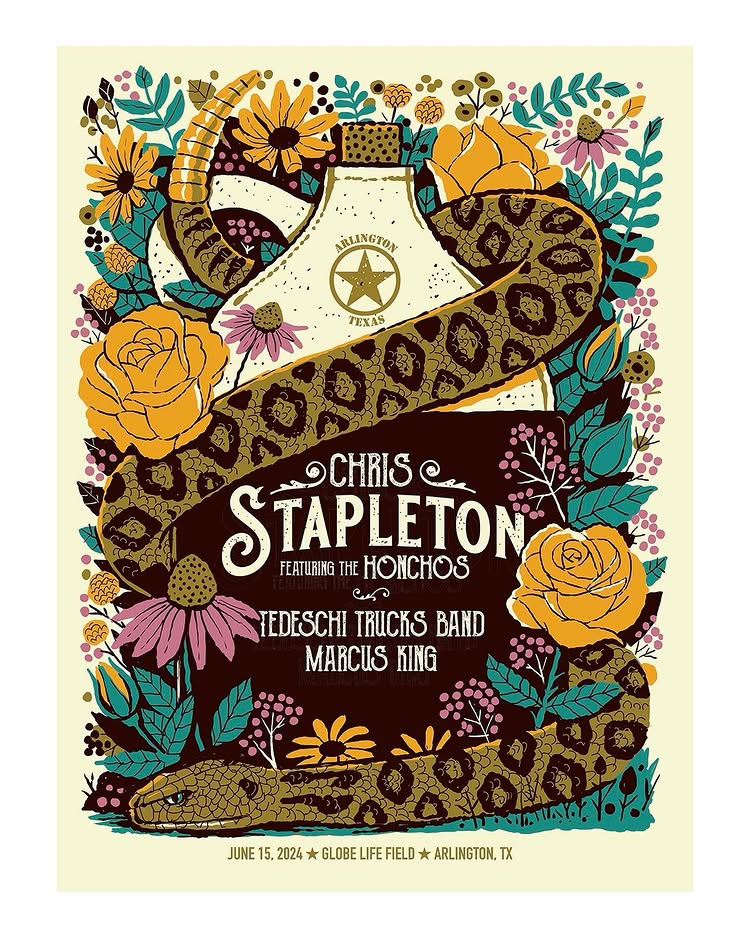 ARLINGTON
TEXAS
CHRIS
STAPLETON
FEATURING THE HONCHOS
TEDESCHI TRUCKS BAND
MARCUS KING
JUNE 15, 2024 ★ GLOBE LIFE FIELD ★ ARLINGTON, TX